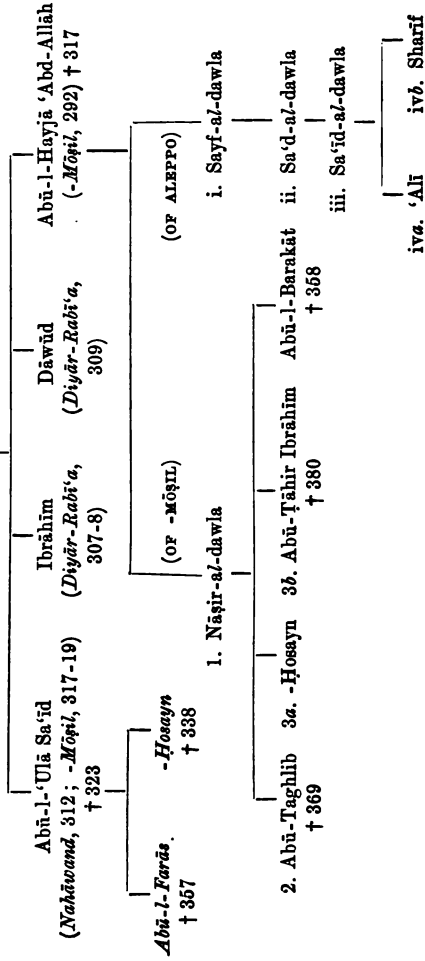 Abū-l-‘Ulā Sa‘īd
(Nahāwand, 312 ; -Mōṣil, 317-19)
† 323
Ibrāhīm
(Diyār-Rabī‘a,
307-8)
Dāwūd
(Diyār-Rabī‘a,
309)
Abū-l-Hayjā ‘Abd-Allāh
(-Mōṣil, 292) † 317
Abū-l-Farās.
† 357
-Ḥosayn
† 338
(OF -MŌṢIL)
(OF ALEPPO)
1. Nāṣir-al-dawla
i. Sayf-al-dawla
2. Abū-Taghlib
† 369
3a. -Ḥosayn
3b. Abū-Ṭāhir Ibrāhīm
† 380
Abū-l-Barakāt
† 358
ii. Sa‘d-al-dawla
iii. Sa‘īd-al-dawla
iva. ‘Alī
ivb. Sharīf